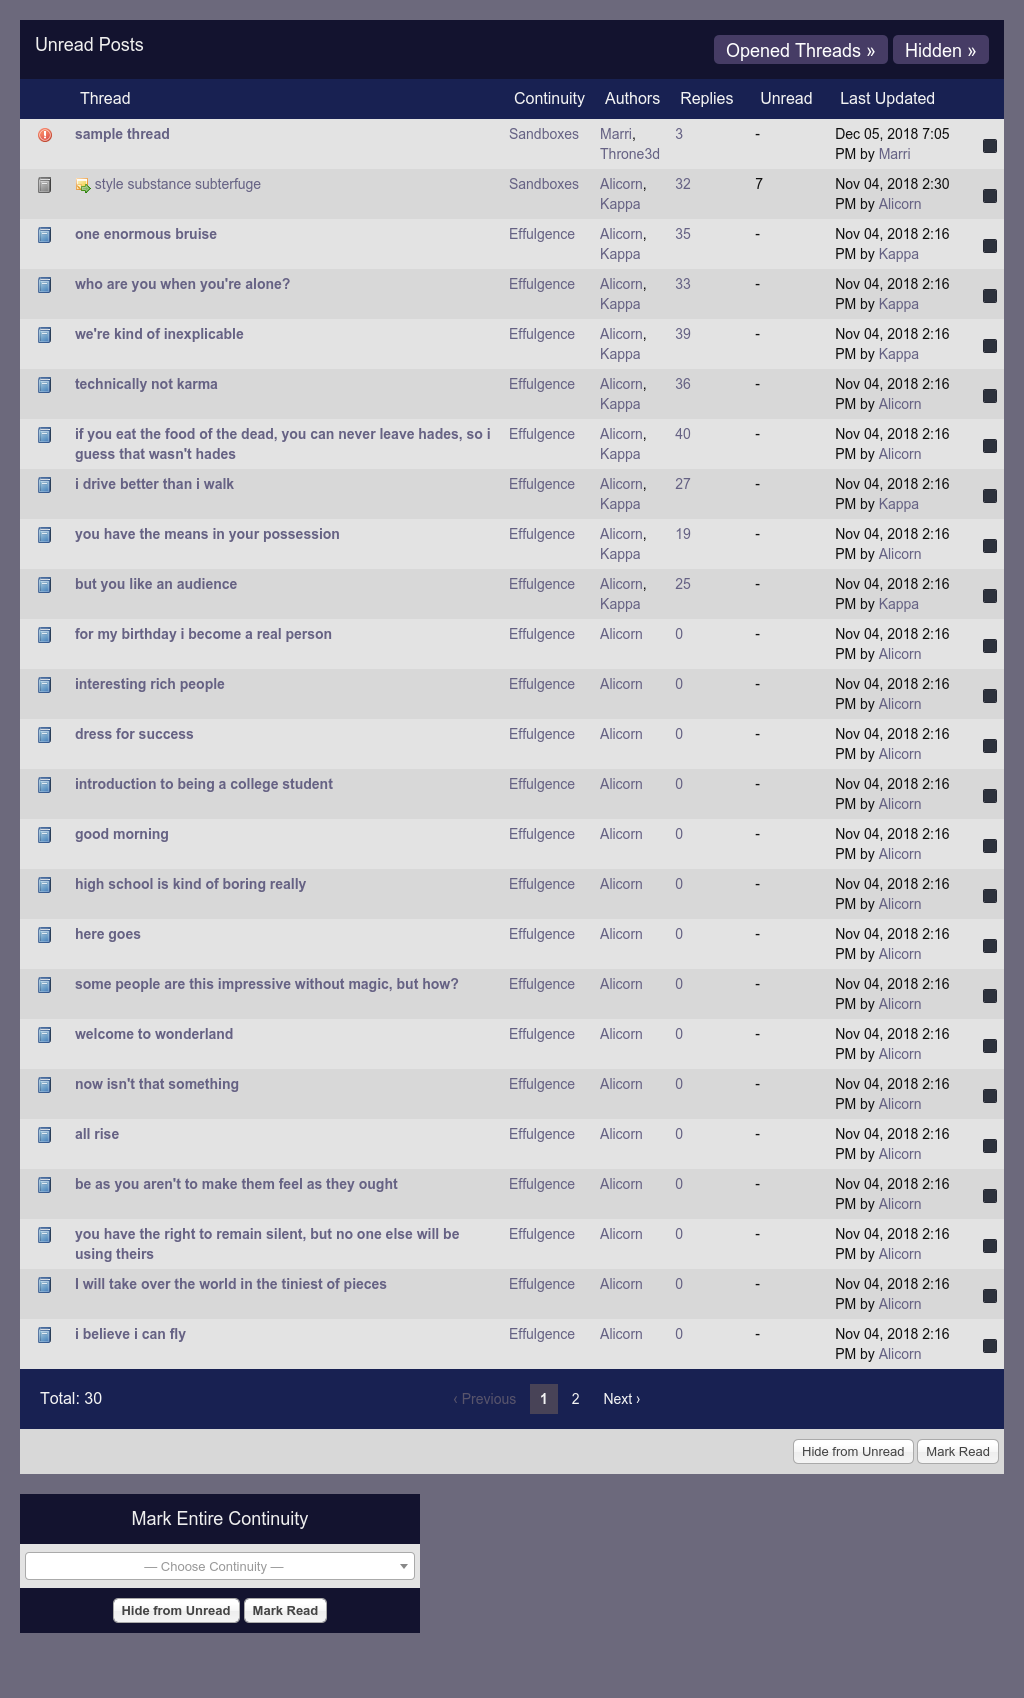 Unread Posts
Opened Threads » Hidden »
Thread Continuity Authors Replies Unread Last Updated
sample thread Sandboxes Marri, 3 - Dec 05, 2018 7:05
Throne3d PM by Marri
style substance subterfuge Sandboxes Alicorn, 32 7 Nov 04, 2018 2:30
Kappa PM by Alicorn
one enormous bruise Effulgence Alicorn, 35 - Nov 04, 2018 2:16
Kappa PM by Kappa
who are you when you're alone? Effulgence Alicorn, 33 - Nov 04, 2018 2:16
Kappa PM by Kappa
we're kind of inexplicable Effulgence Alicorn, 39 - Nov 04, 2018 2:16
Kappa PM by Kappa
technically not karma Effulgence Alicorn, 36 - Nov 04, 2018 2:16
Kappa PM by Alicorn
if you eat the food of the dead, you can never leave hades, so i Effulgence Alicorn, 40 - Nov 04, 2018 2:16
guess that wasn't hades Kappa PM by Alicorn
i drive better than i walk Effulgence Alicorn, 27 - Nov 04, 2018 2:16
Kappa PM by Kappa
you have the means in your possession Effulgence Alicorn, 19 - Nov 04, 2018 2:16
Kappa PM by Alicorn
but you like an audience Effulgence Alicorn, 25 - Nov 04, 2018 2:16
Kappa PM by Kappa
for my birthday i become a real person Effulgence Alicorn 0 - Nov 04, 2018 2:16
PM by Alicorn
interesting rich people Effulgence Alicorn 0 - Nov 04, 2018 2:16
PM by Alicorn
dress for success Effulgence Alicorn 0 - Nov 04, 2018 2:16
PM by Alicorn
introduction to being a college student Effulgence Alicorn 0 - Nov 04, 2018 2:16
PM by Alicorn
good morning Effulgence Alicorn 0 - Nov 04, 2018 2:16
PM by Alicorn
high school is kind of boring really Effulgence Alicorn 0 - Nov 04, 2018 2:16
PM by Alicorn
here goes Effulgence Alicorn 0 - Nov 04, 2018 2:16
PM by Alicorn
some people are this impressive without magic, but how? Effulgence Alicorn 0 - Nov 04, 2018 2:16
PM by Alicorn
welcome to wonderland Effulgence Alicorn 0 - Nov 04, 2018 2:16
PM by Alicorn
now isn't that something Effulgence Alicorn 0 - Nov 04, 2018 2:16
PM by Alicorn
all rise Effulgence Alicorn 0 - Nov 04, 2018 2:16
PM by Alicorn
be as you aren't to make them feel as they ought Effulgence Alicorn 0 - Nov 04, 2018 2:16
PM by Alicorn
you have the right to remain silent, but no one else will be Effulgence Alicorn 0 - Nov 04, 2018 2:16
using theirs PM by Alicorn
I will take over the world in the tiniest of pieces Effulgence Alicorn 0 - Nov 04, 2018 2:16
PM by Alicorn
i believe i can fly Effulgence Alicorn 0 - Nov 04, 2018 2:16
PM by Alicorn
Total: 30 ‹ Previous 1 2 Next ›
Hide from Unread Mark Read
Mark Entire Continuity
— Choose Continuity —
Hide from Unread Mark Read